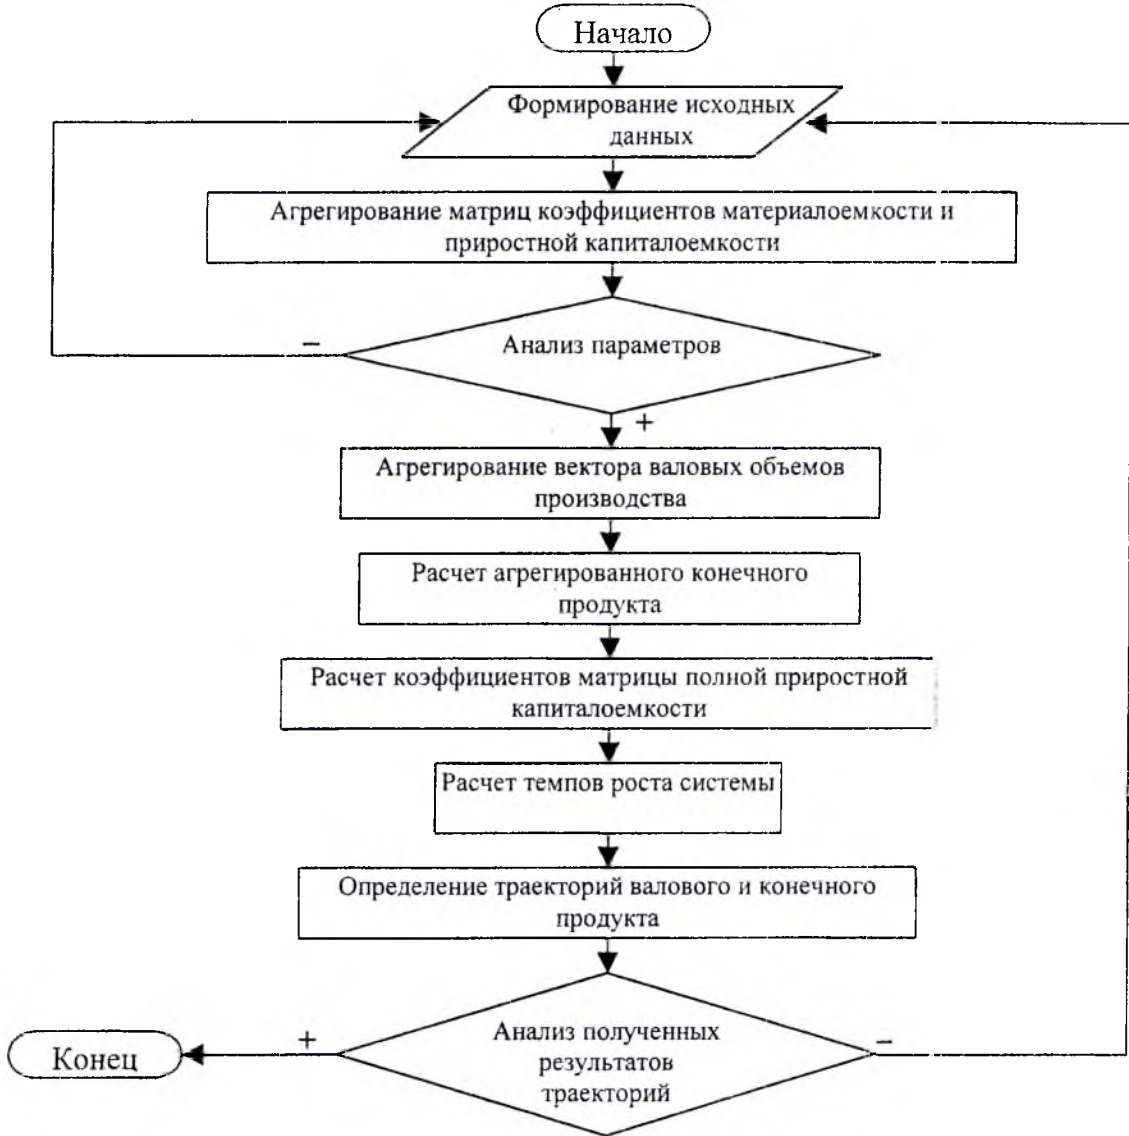 Начало
Формирование исходных
данных
Агрегирование матриц коэффициентов материалоемкости и
приростной капиталоемкости
Анализ параметров
–
+
Агрегирование вектора валовых объемов
производства
Расчет агрегированного конечного
продукта
Расчет коэффициентов матрицы полной приростной
капиталоемкости
Расчет темпов роста системы
Определение траекторий валового и конечного
продукта
Анализ полученных
результатов
траекторий
+
–
Конец